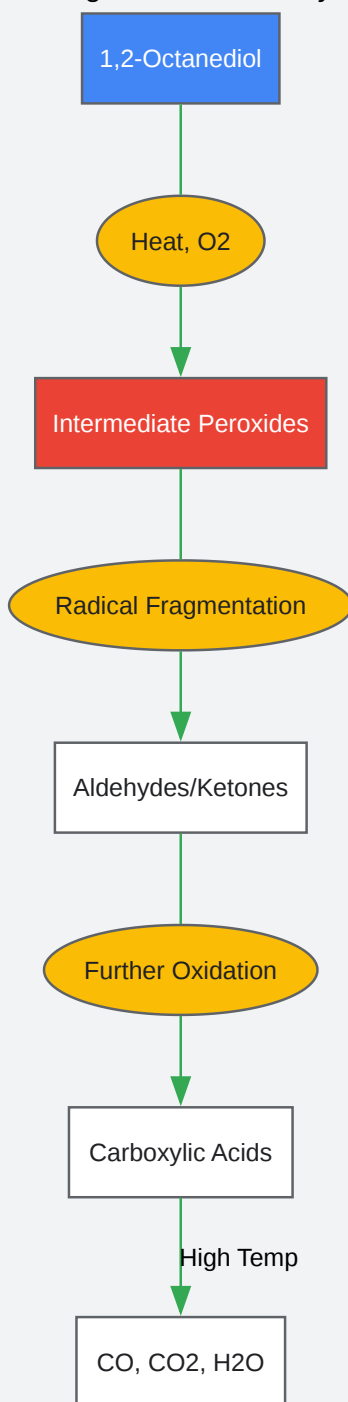 1,2-Octanediol
Heat, O2
Intermediate Peroxides
Radical Fragmentation
Aldehydes/Ketones
Further Oxidation
Carboxylic Acids
High Temp
CO, CO2, H2O